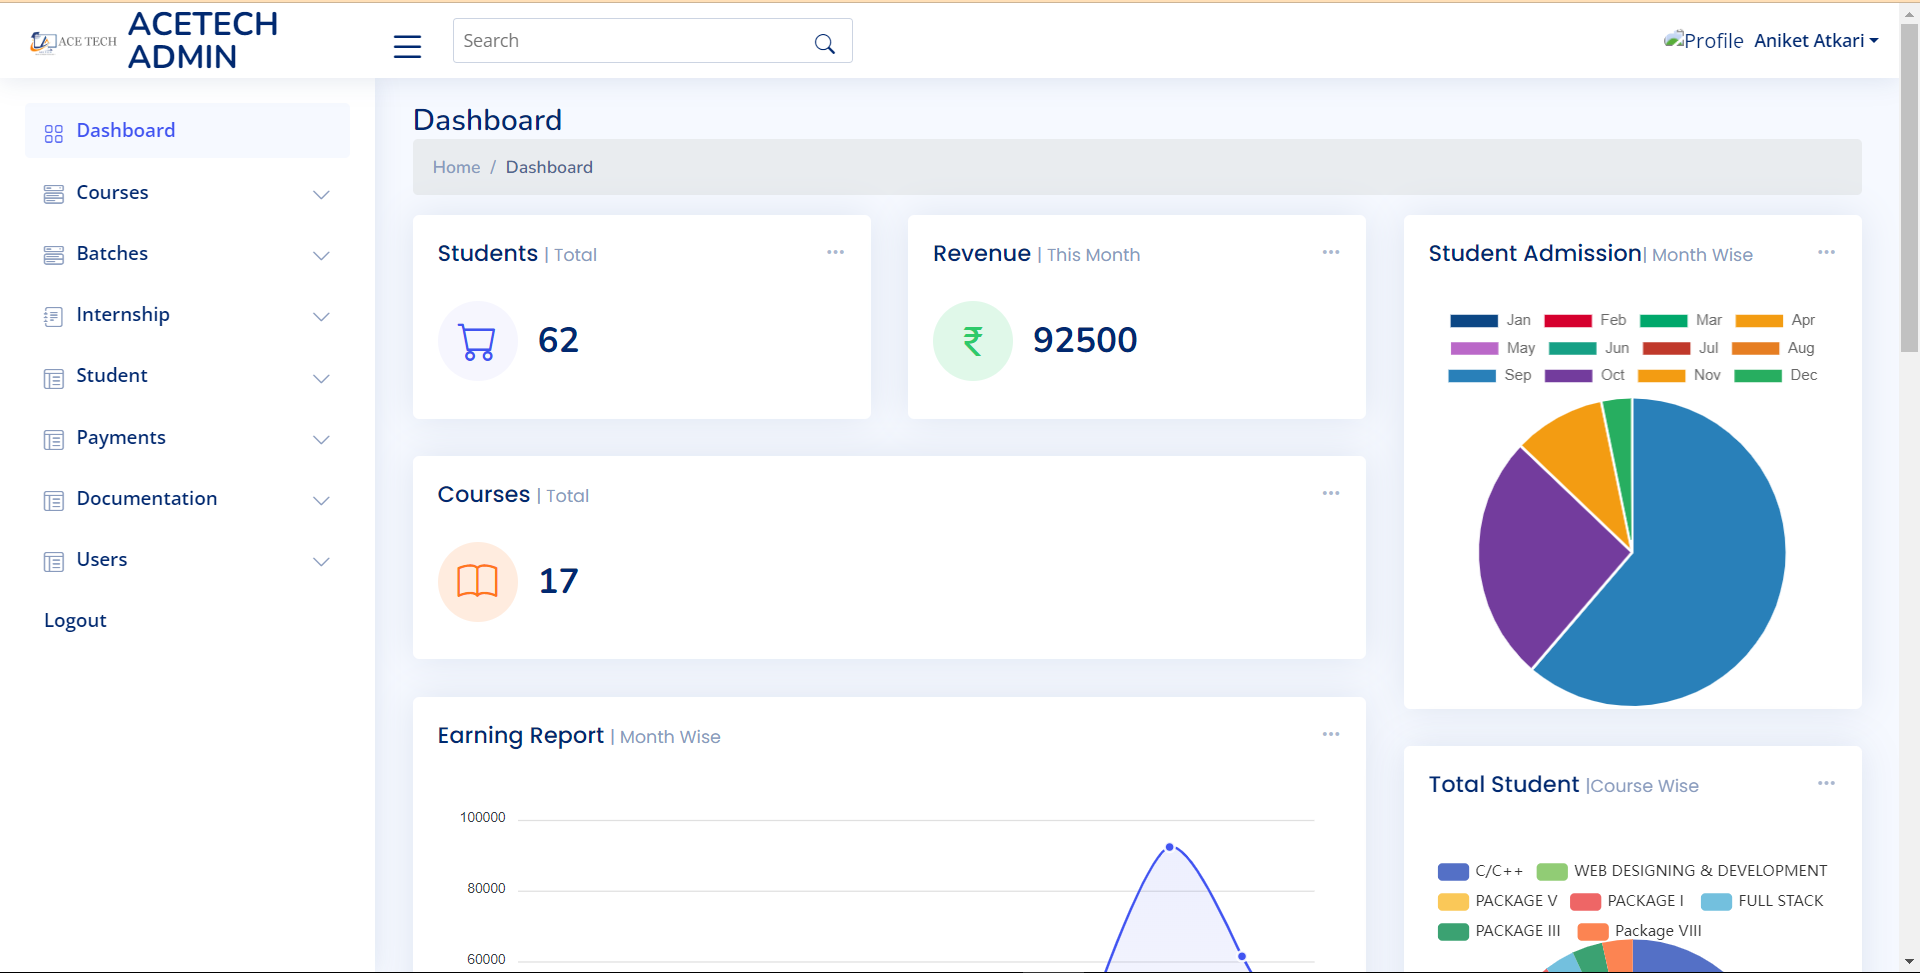 ACE TECH
ACETECH
ADMIN
Search
Profile Aniket Atkari
Dashboard
Courses
Batches
Internship
Student
Payments
Documentation
Users
Logout
Dashboard
Home / Dashboard
Students | Total
62
Revenue | This Month
₹ 92500
Courses | Total
17
Earning Report | Month Wise
100000
80000
60000
Student Admission| Month Wise
Jan Feb Mar Apr
May Jun Jul Aug
Sep Oct Nov Dec
Total Student |Course Wise
C/C++ WEB DESIGNING & DEVELOPMENT
PACKAGE V PACKAGE I FULL STACK
PACKAGE III Package VIII